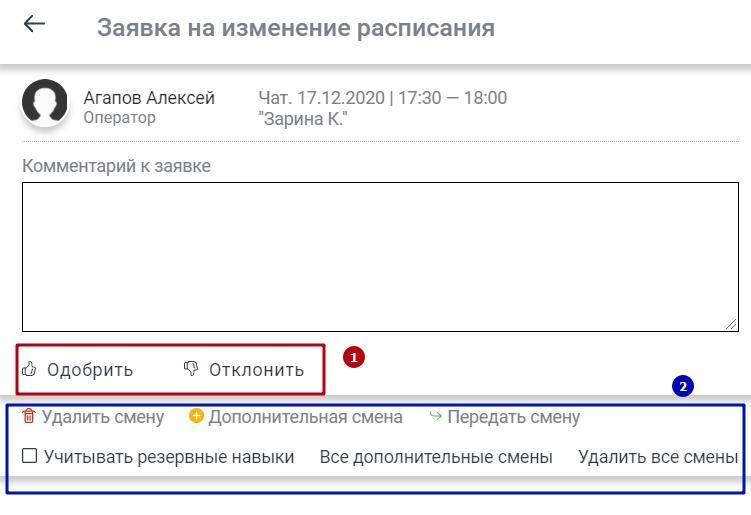 Заявка на изменение расписания
Агапов Алексей
Чат. 17.12.2020 | 17:30 — 18:00
Оператор
"Зарина К."
Комментарий к заявке
Одобрить Отклонить
1
2
Удалить смену Дополнительная смена Передать смену
Учитывать резервные навыки Все дополнительные смены Удалить все смены